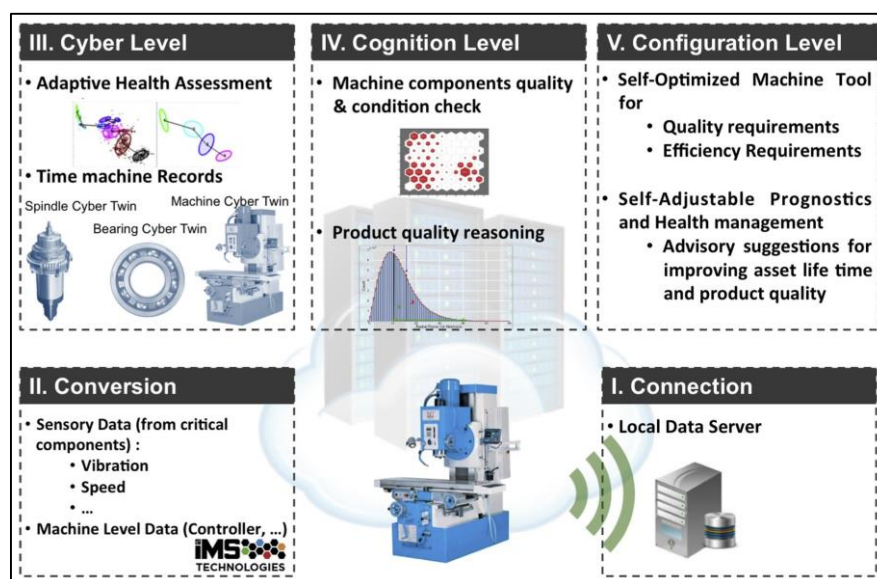 III. Cyber Level
• Adaptive Health Assessment
• Time machine Records
Spindle Cyber Twin
Machine Cyber Twin
Bearing Cyber Twin
IV. Cognition Level
• Machine components quality
& condition check
• Product quality reasoning
V. Configuration Level
• Self-Optimized Machine Tool
for
• Quality requirements
• Efficiency Requirements
• Self-Adjustable Prognostics
and Health management
• Advisory suggestions for
improving asset life time
and product quality
II. Conversion
• Sensory Data (from critical
components) :
• Vibration
• Speed
• ...
• Machine Level Data (Controller, ...)
iMS
TECHNOLOGIES
I. Connection
• Local Data Server